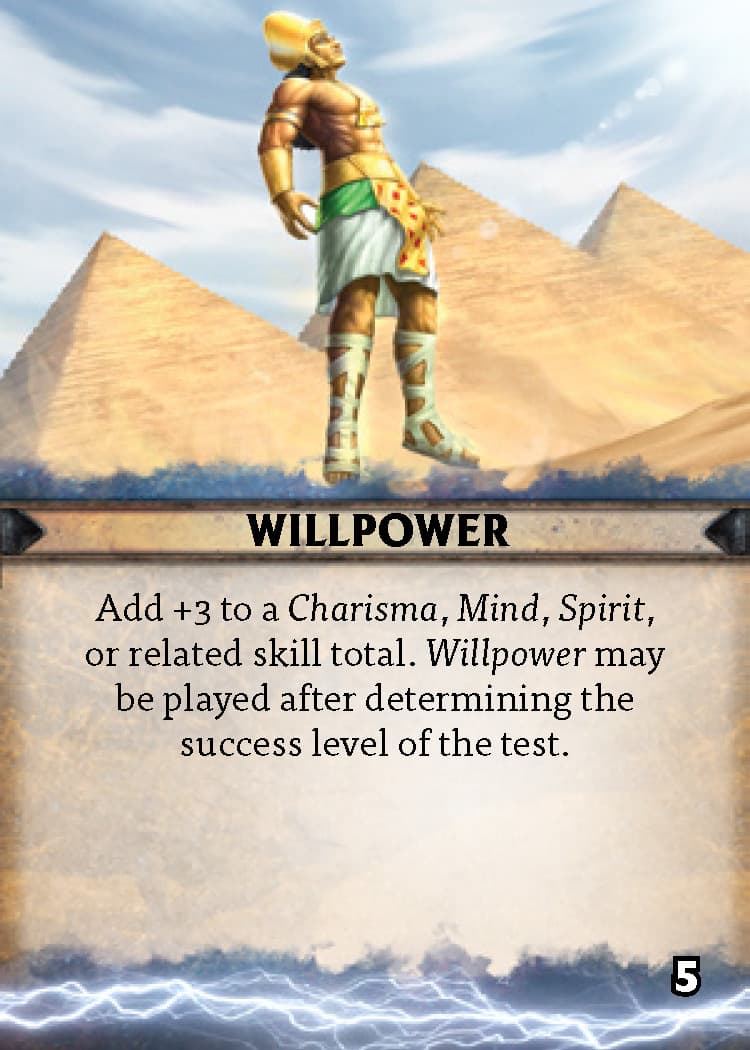 WILLPOWER
Add +3 to a Charisma, Mind, Spirit,
or related skill total. Willpower may
be played after determining the
success level of the test.
5